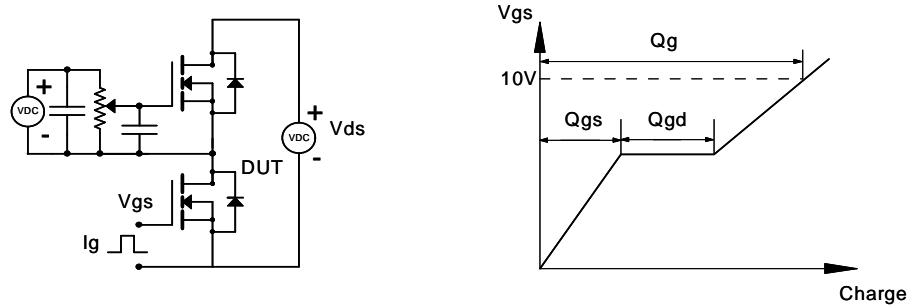 +
VDC
-
+
VDC
-
Vds
DUT
Vgs
Ig
Vgs
Qg
10V
Qgs
Qgd
Charge